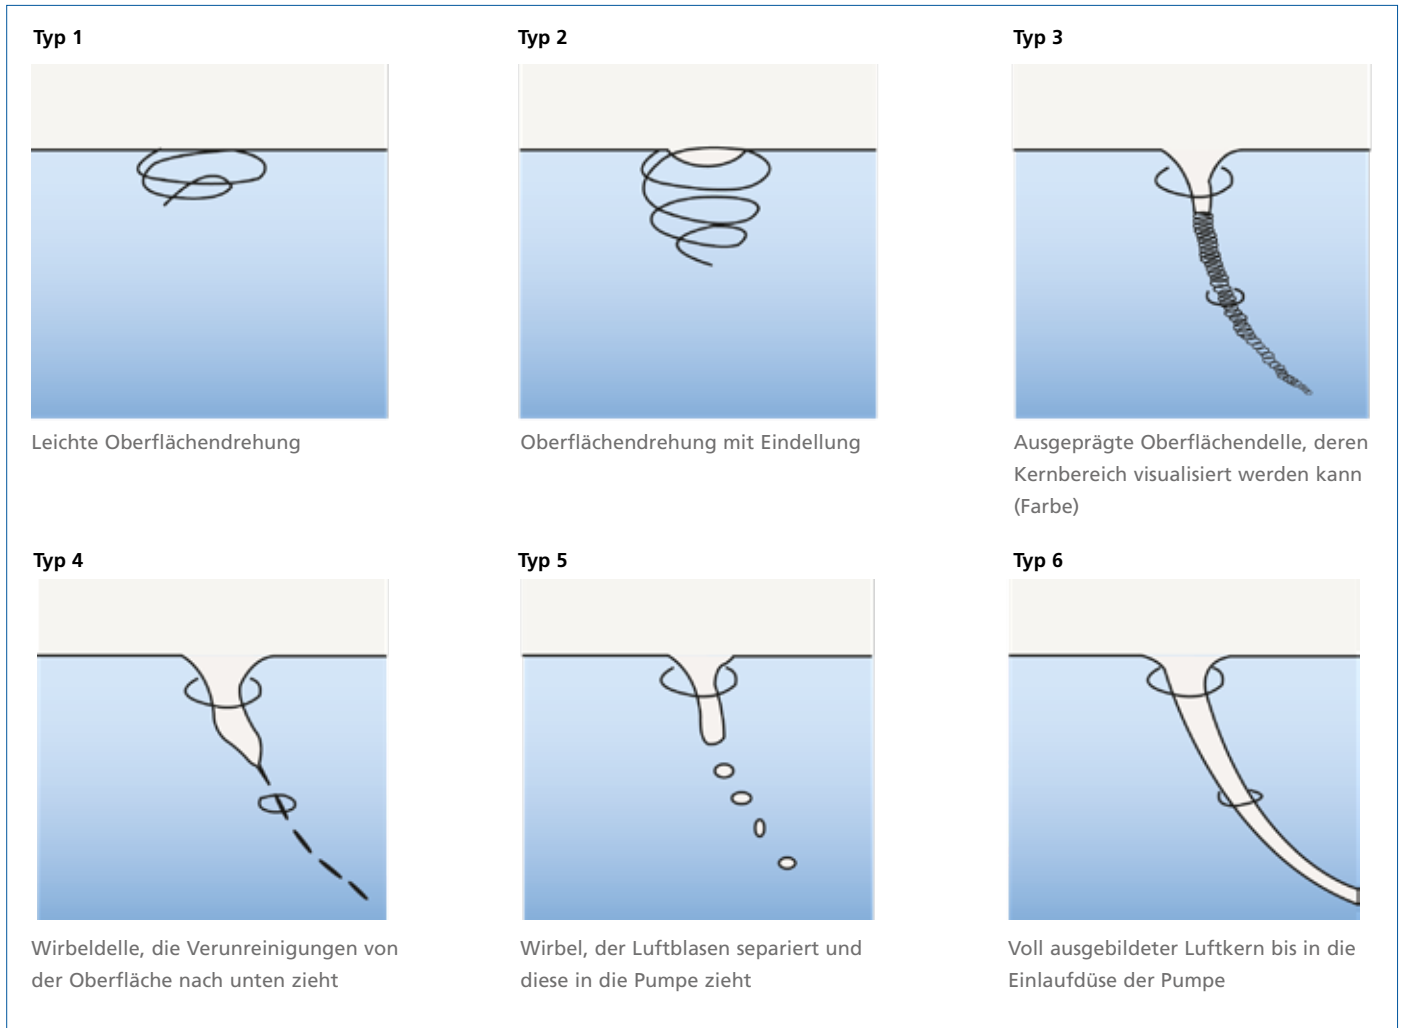 Typ 1
Typ 2
Typ 3
Leichte Oberflächendrehung
Oberflächendrehung mit Eindellung
Ausgeprägte Oberflächendelle, deren
Kernbereich visualisiert werden kann
(Farbe)
Typ 4
Typ 5
Typ 6
Wirbeldelle, die Verunreinigungen von
der Oberfläche nach unten zieht
Wirbel, der Luftblasen separiert und
diese in die Pumpe zieht
Voll ausgebildeter Luftkern bis in die
Einlaufdüse der Pumpe